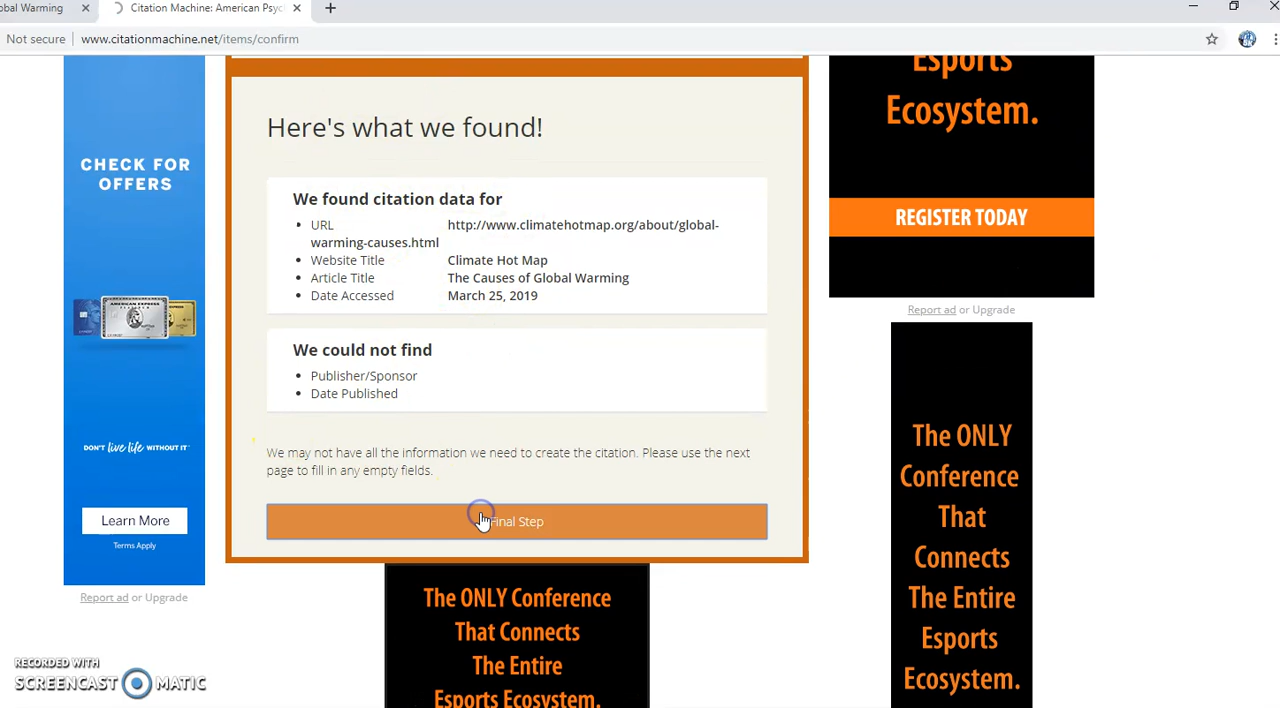 obal Warming
Citation Machine: American Psyc
Not secure
www.citationmachine.net/items/confirm
CHECK FOR
OFFERS
AMERICAN EXPRESS
DON'T live life WITHOUT IT
Learn More
Terms Apply
Report ad or Upgrade
Here's what we found!
We found citation data for
URL http://www.climatehotmap.org/about/global-
warming-causes.html
Website Title Climate Hot Map
Article Title The Causes of Global Warming
Date Accessed March 25, 2019
We could not find
Publisher/Sponsor
Date Published
We may not have all the information we need to create the citation. Please use the next
page to fill in any empty fields.
Final Step
The ONLY Conference
That Connects
The Entire
Esports Ecosystem.
Esports
Ecosystem.
REGISTER TODAY
Report ad or Upgrade
The ONLY
Conference
That
Connects
The Entire
Esports
Ecosystem.
RECORDED WITH
SCREENCAST MATIC